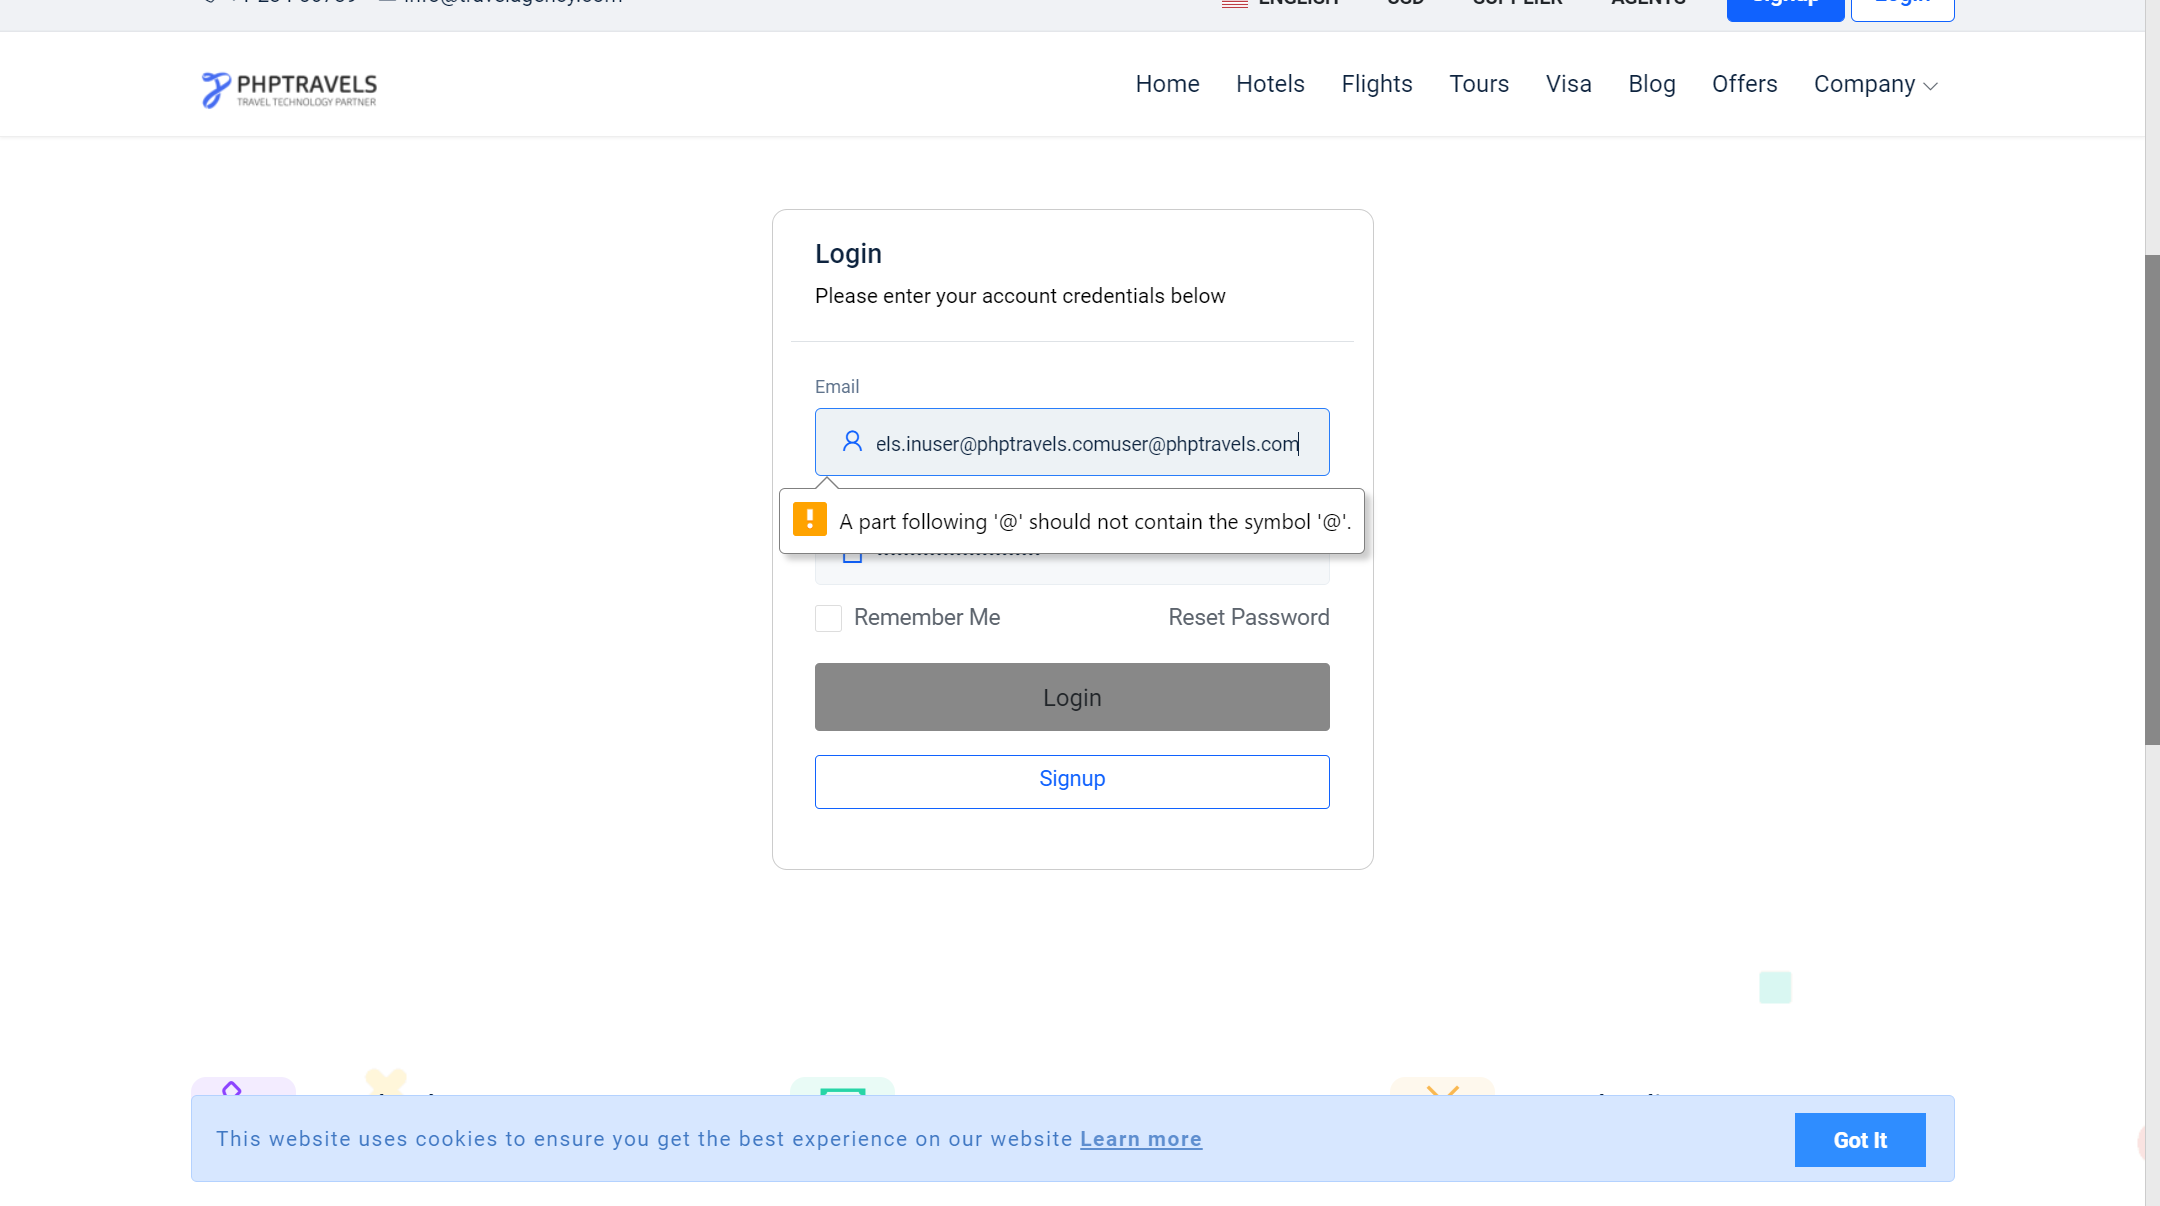 info@travelagency.com
ENGLISH USD SUPPLIER AGENTS Signup Login
PHPTRAVELS
TRAVEL TECHNOLOGY PARTNER
Home Hotels Flights Tours Visa Blog Offers Company
Login
Please enter your account credentials below
Email
els.inuser@phptravels.comuser@phptravels.com
A part following '@' should not contain the symbol '@'.
Remember Me Reset Password
Login
Signup
This website uses cookies to ensure you get the best experience on our website Learn more
Got It